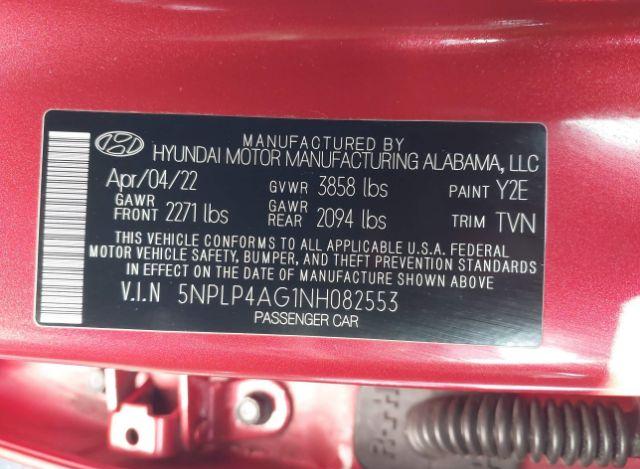 MANUFACTURED BY
HYUNDAI MOTOR MANUFACTURING ALABAMA, LLC
Apr/04/22 GVWR 3858 lbs PAINT Y2E
GAWR FRONT 2271 lbs GAWR REAR 2094 lbs TRIM TVN
THIS VEHICLE CONFORMS TO ALL APPLICABLE U.S.A. FEDERAL
MOTOR VEHICLE SAFETY, BUMPER, AND THEFT PREVENTION STANDARDS
IN EFFECT ON THE DATE OF MANUFACTURE SHOWN ABOVE
V.I.N 5NPLP4AG1NH082553
PASSENGER CAR